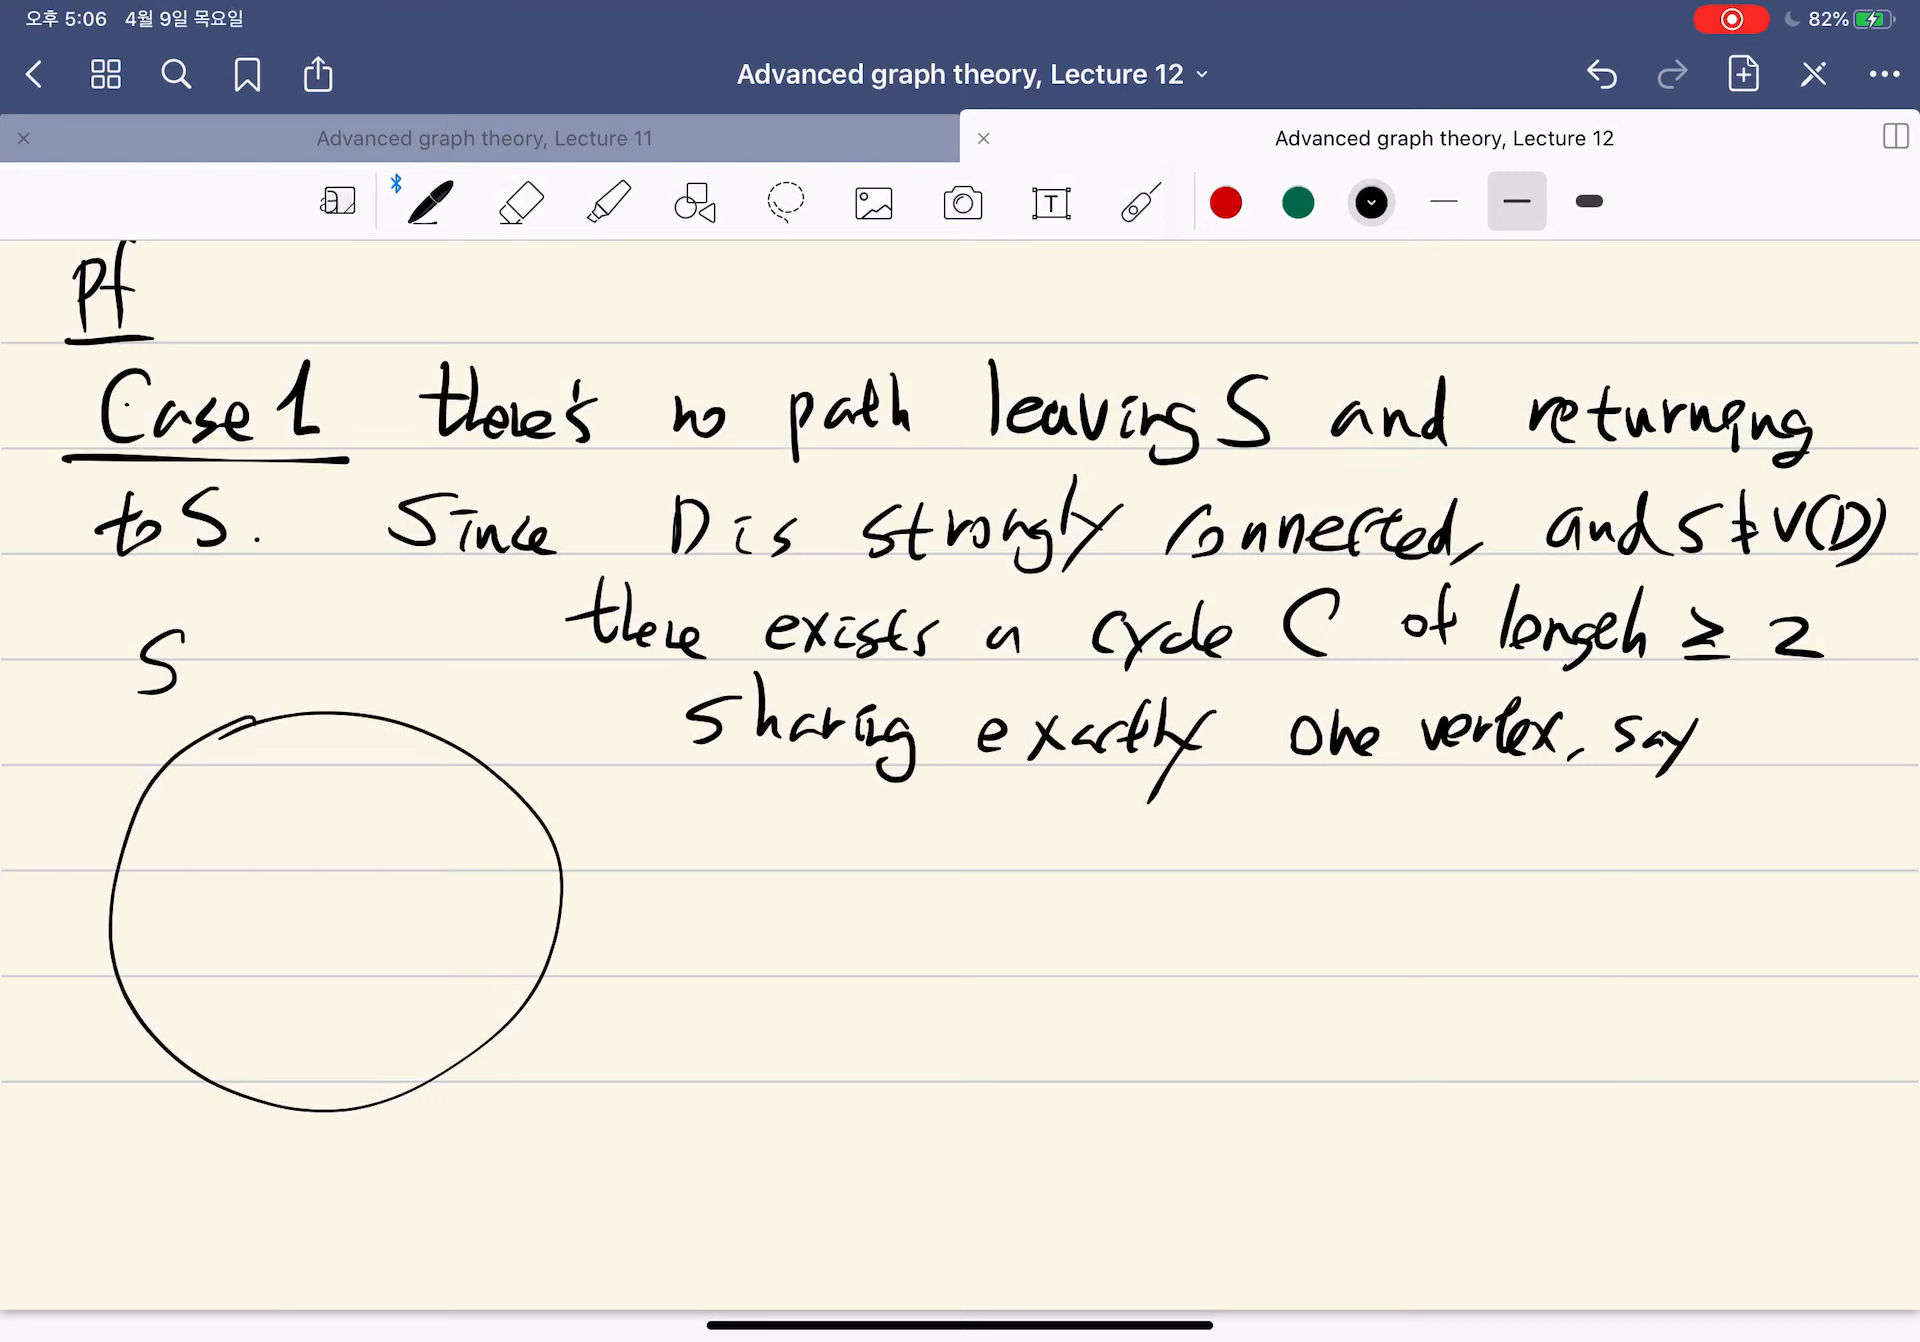 오후 5:06 4월 9일 목요일
82%
Advanced graph theory, Lecture 12
Advanced graph theory, Lecture 11
Advanced graph theory, Lecture 12
pf
Case 1 there's no path leaving S and returning
to S. Since D is strongly connected, and S ≠ V(D)
there exists a cycle C of length ≥ 2
S
sharing exactly one vertex, say